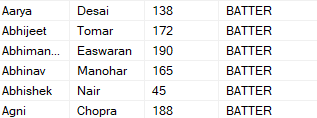 Aarya Desai 138 BATTER
Abhijeet Tomar 172 BATTER
Abhiman... Easwaran 190 BATTER
Abhinav Manohar 165 BATTER
Abhishek Nair 45 BATTER
Agni Chopra 188 BATTER